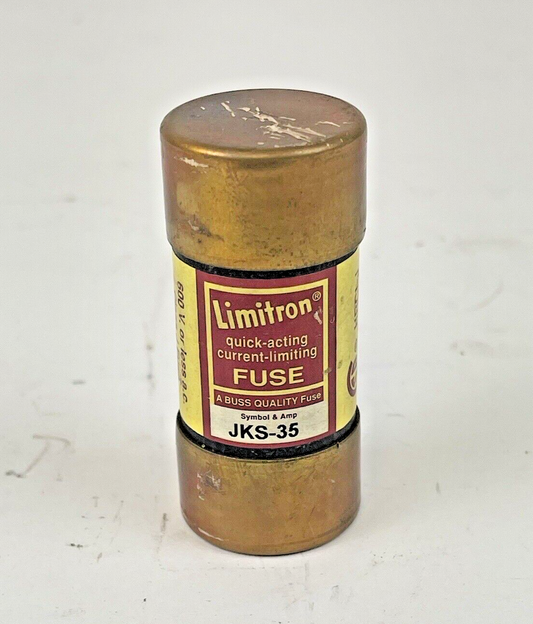 Limitron®
quick-acting
current-limiting
FUSE
A BUSS QUALITY Fuse
Symbol & Amp
JKS-35
600 V. or less a.c.